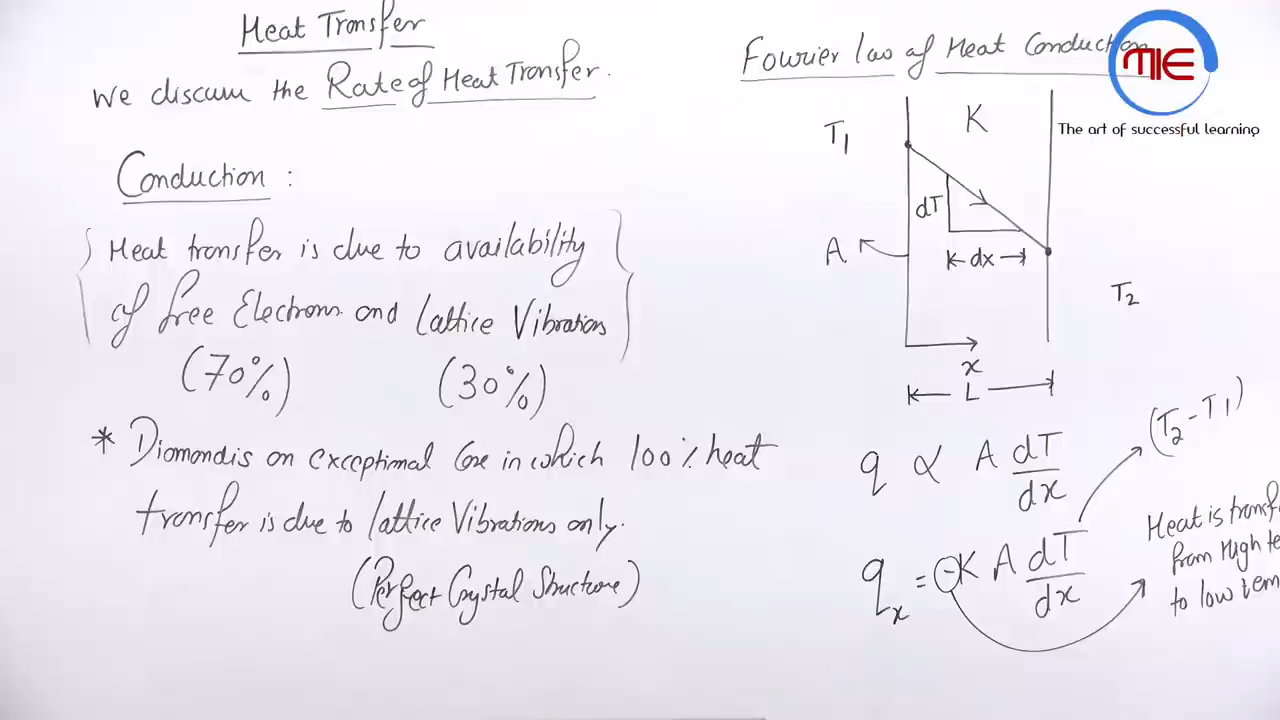 Heat Transfer
We discuss the Rate of Heat Transfer.
Conduction :
Heat transfer is due to availability
of free Electrons and lattice Vibrations
(70%) (30%)
* Diamond is an exceptional Case in which 100% heat
transfer is due to lattice Vibrations only.
(Perfect Crystal Structure)
Fourier law of Heat Conduction
MIE
The art of successful learning
T1
K
dT
A
dx
T2
x
L
q ∝ A dT/dx
(T2 - T1)
qx = -K A dT/dx
Heat is transf
from High te
to low tem